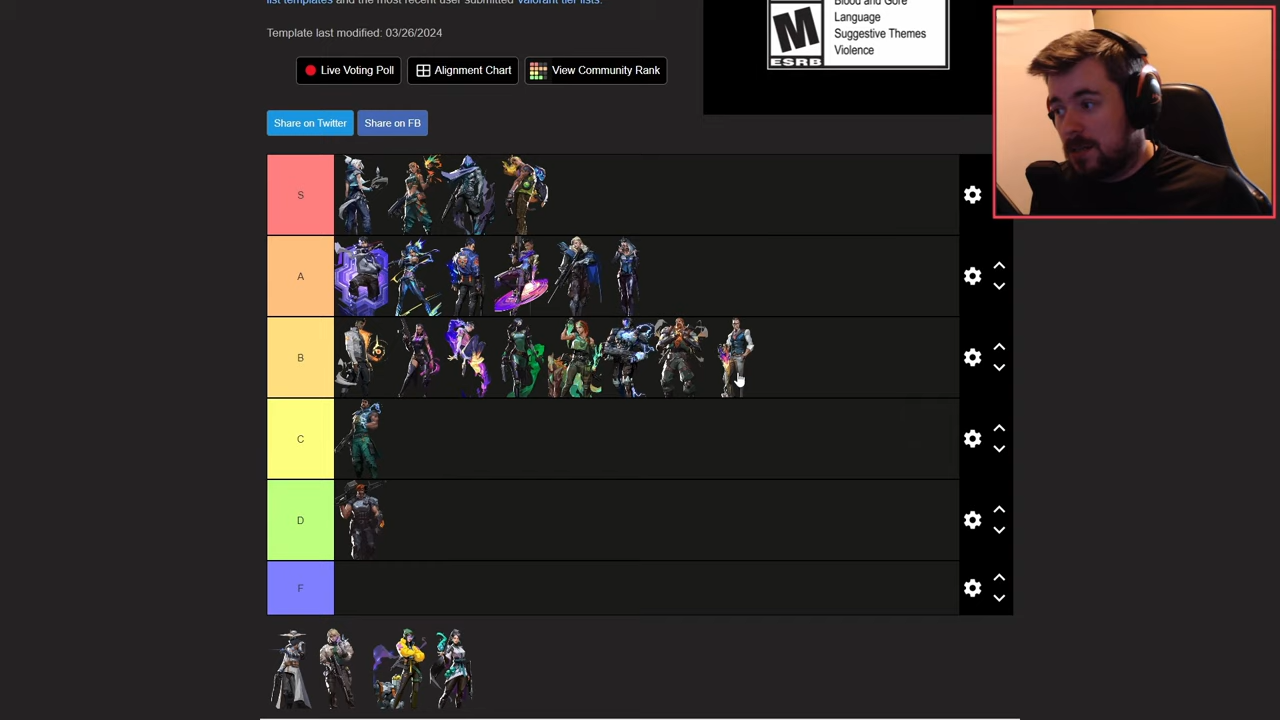 list templates and the most recent user submitted Valorant tier lists.
Template last modified: 03/26/2024
Live Voting Poll
Alignment Chart
View Community Rank
Share on Twitter
Share on FB
M
ESRB
Blood and Gore
Language
Suggestive Themes
Violence
S
A
B
C
D
F